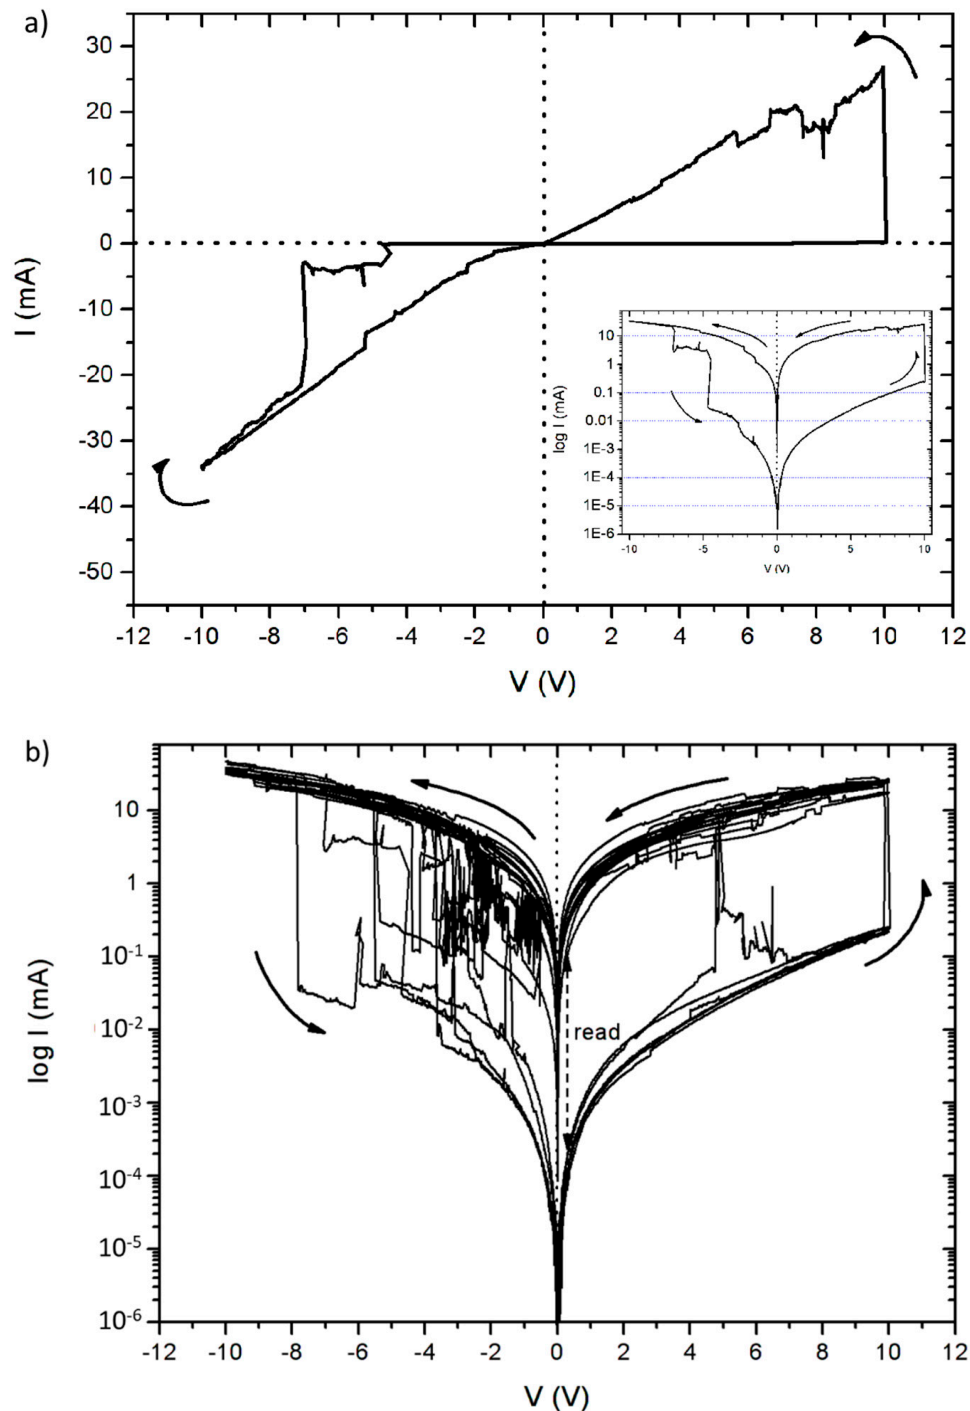 a)
30
20
10
0
-10
-20
-30
-40
-50
I (mA)
-12 -10 -8 -6 -4 -2 0 2 4 6 8 10 12
V (V)
10
1
0.1
0.01
1E-3
1E-4
1E-5
1E-6
log I (mA)
-10 -5 0 5 10
V (V)
b)
10
1
10-1
10-2
10-3
10-4
10-5
10-6
log I (mA)
read
-12 -10 -8 -6 -4 -2 0 2 4 6 8 10 12
V (V)